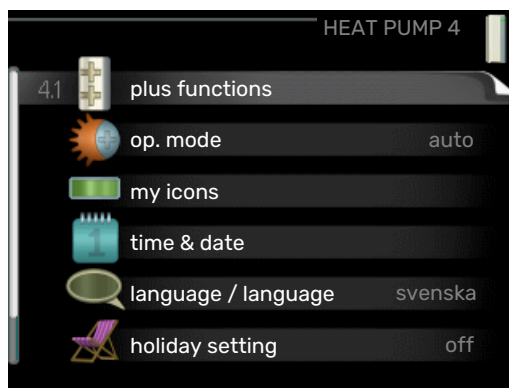 HEAT PUMP 4
4.1 plus functions
op. mode auto
my icons
1 time & date
language / language svenska
holiday setting off